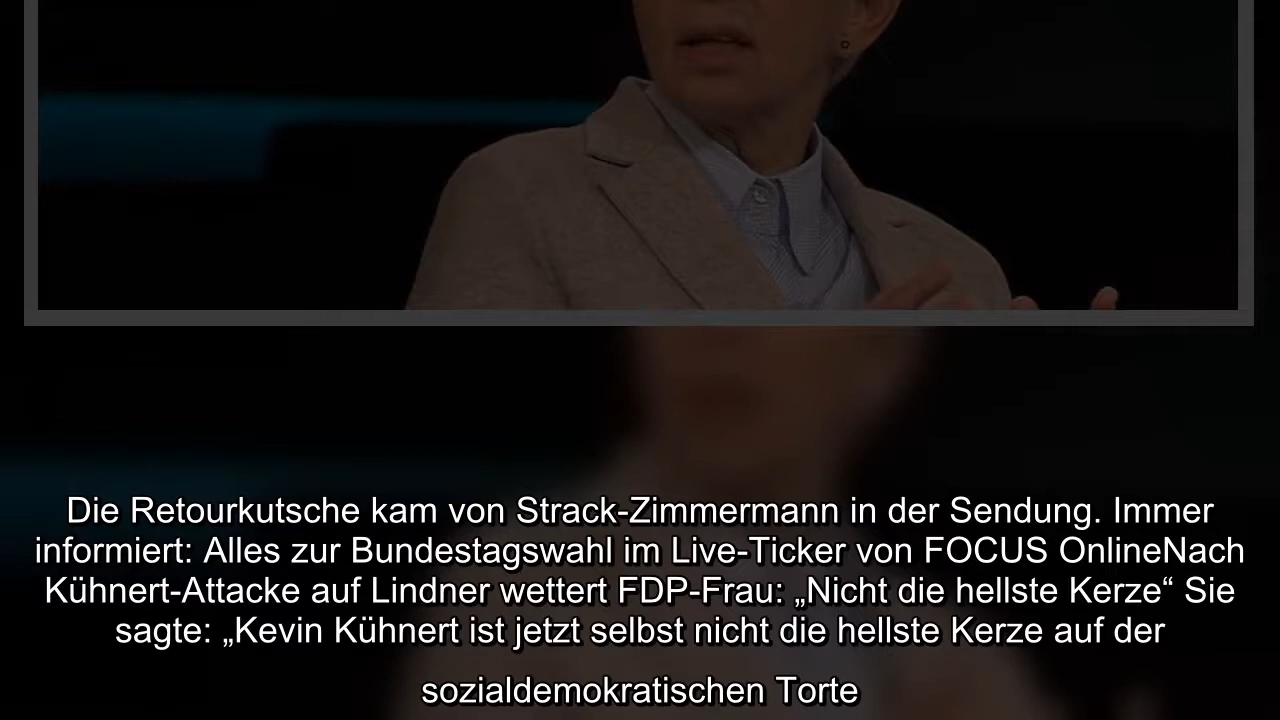 Die Retourkutsche kam von Strack-Zimmermann in der Sendung. Immer
informiert: Alles zur Bundestagswahl im Live-Ticker von FOCUS OnlineNach
Kühnert-Attacke auf Lindner wettert FDP-Frau: „Nicht die hellste Kerze“ Sie
sagte: „Kevin Kühnert ist jetzt selbst nicht die hellste Kerze auf der
sozialdemokratischen Torte